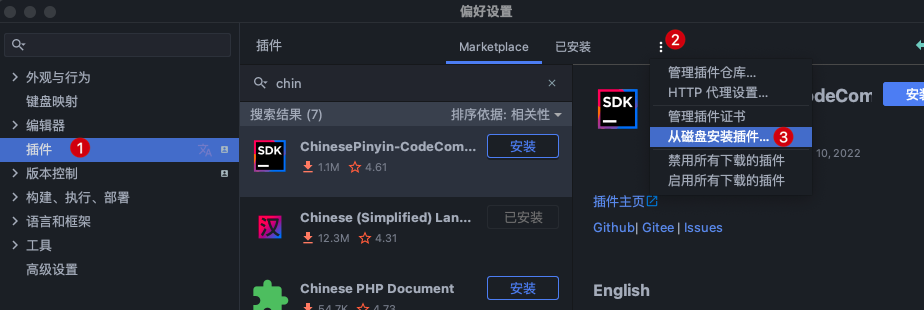 偏好设置
插件
Marketplace
已安装
2
外观与行为
键盘映射
编辑器
插件 1
版本控制
构建、执行、部署
语言和框架
工具
高级设置
chin
搜索结果 (7)
排序依据: 相关性
SDK
ChinesePinyin-CodeCom...
安装
1.1M 4.61
汉
Chinese (Simplified) Lan...
已安装
12.3M 4.31
Chinese PHP Document
安装
54.7K 4.73
管理插件仓库...
HTTP 代理设置...
管理插件证书
从磁盘安装插件... 3
禁用所有下载的插件
启用所有下载的插件
SDK
odeCom
安
10, 2022
插件主页
Github| Gitee | Issues
English